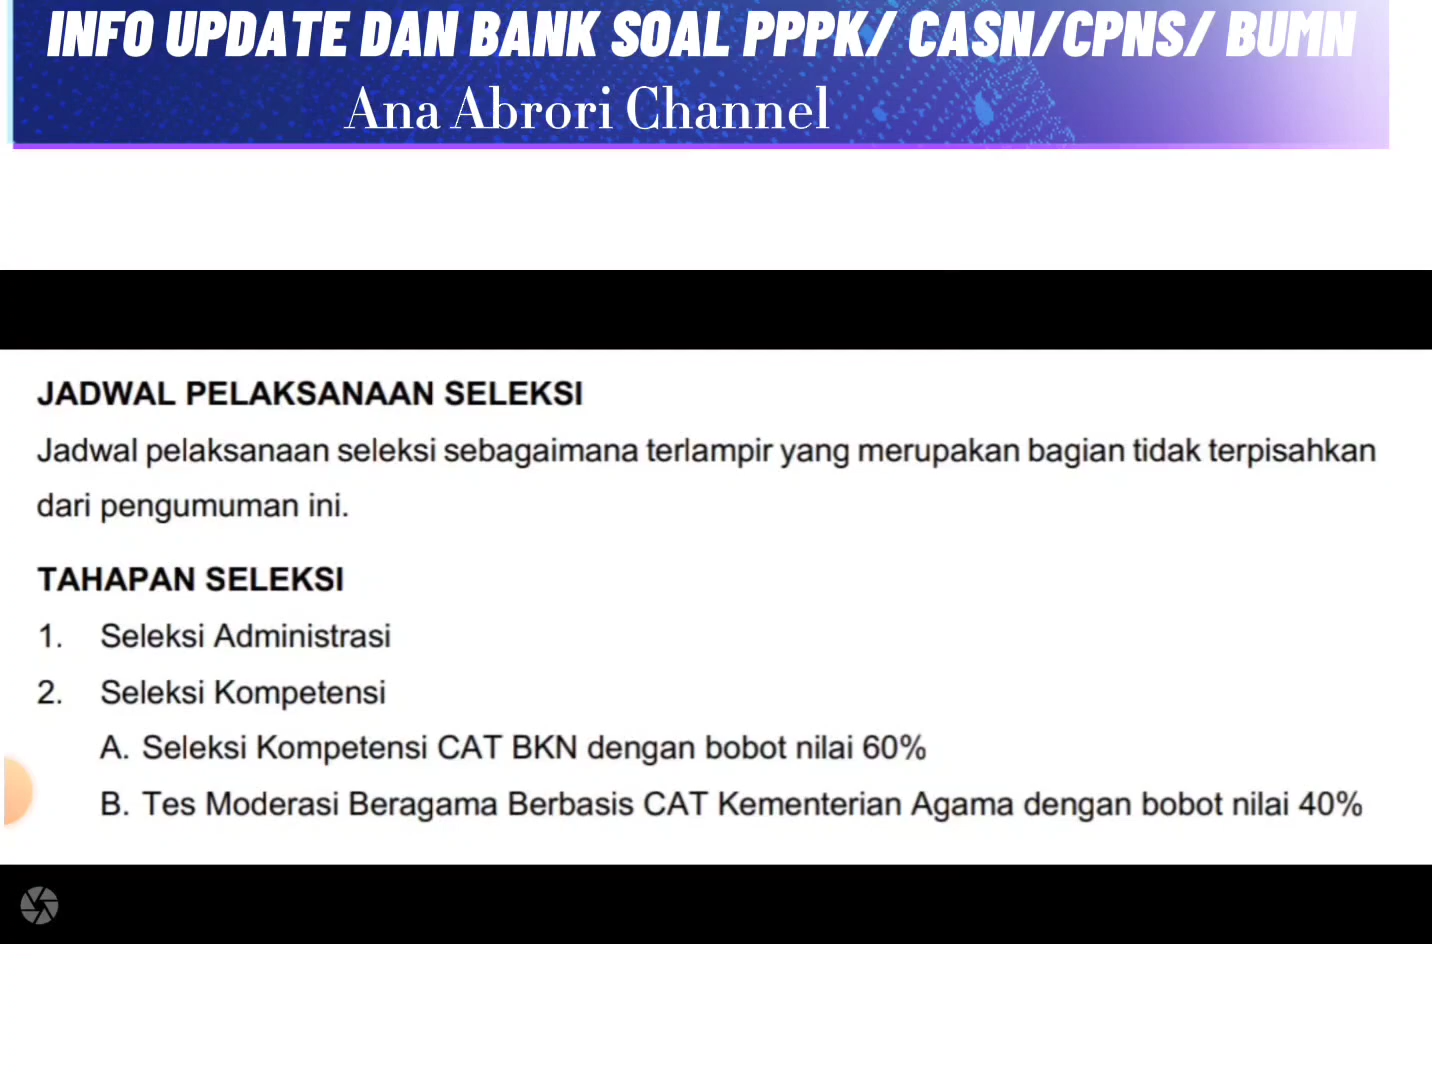 INFO UPDATE DAN BANK SOAL PPPK/ CASN/CPNS/ BUMN
Ana Abrori Channel
JADWAL PELAKSANAAN SELEKSI
Jadwal pelaksanaan seleksi sebagaimana terlampir yang merupakan bagian tidak terpisahkan
dari pengumuman ini.
TAHAPAN SELEKSI
1. Seleksi Administrasi
2. Seleksi Kompetensi
A. Seleksi Kompetensi CAT BKN dengan bobot nilai 60%
B. Tes Moderasi Beragama Berbasis CAT Kementerian Agama dengan bobot nilai 40%